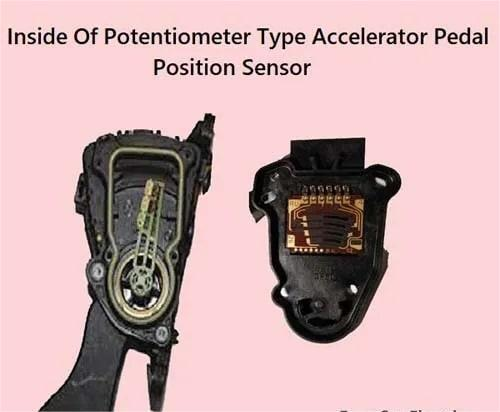 Inside Of Potentiometer Type Accelerator Pedal
Position Sensor